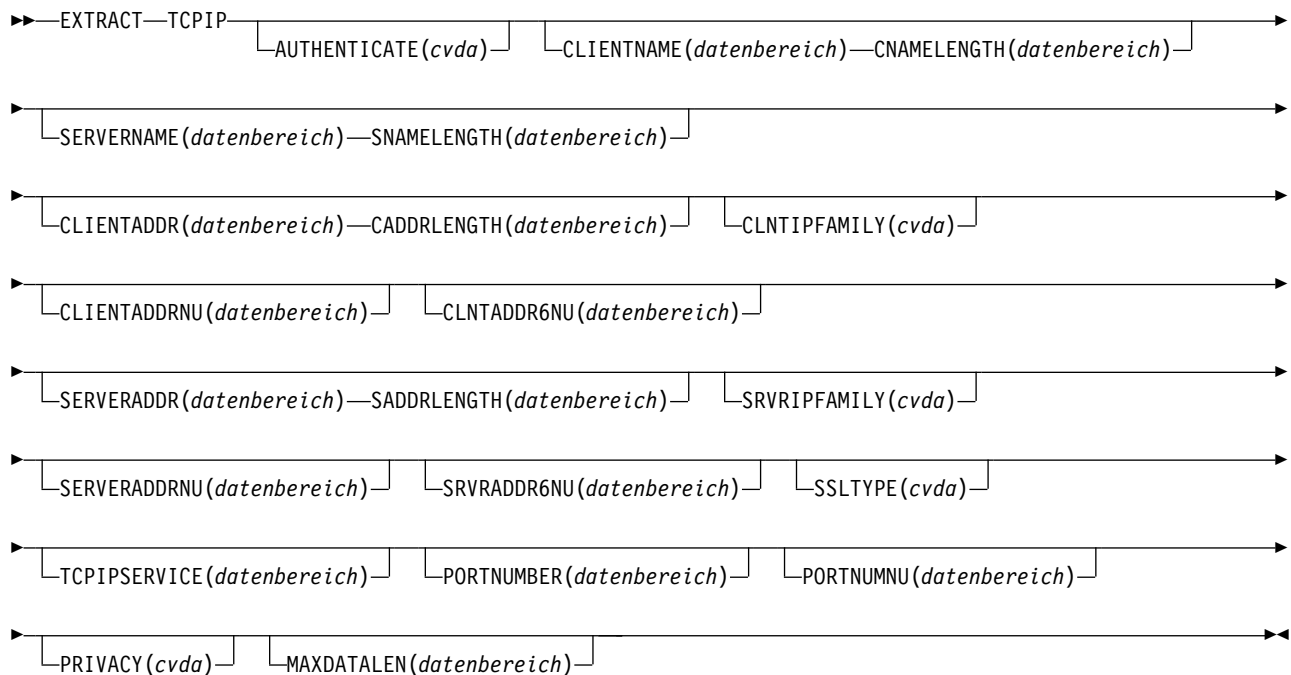 EXTRACT TCPIP
AUTHENTICATE(cvda) CLIENTNAME(datenbereich) CNAMELENGTH(datenbereich)
SERVERNAME(datenbereich) SNAMELENGTH(datenbereich)
CLIENTADDR(datenbereich) CADDRLENGTH(datenbereich) CLNTIPFAMILY(cvda)
CLIENTADDRNU(datenbereich) CLNTADDR6NU(datenbereich)
SERVERADDR(datenbereich) SADDRLENGTH(datenbereich) SRVRIPFAMILY(cvda)
SERVERADDRNU(datenbereich) SRVRADDR6NU(datenbereich) SSLTYPE(cvda)
TCPIPSERVICE(datenbereich) PORTNUMBER(datenbereich) PORTNUMNU(datenbereich)
PRIVACY(cvda) MAXDATALEN(datenbereich)